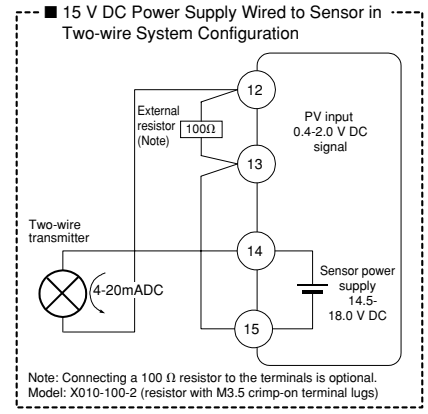 ■ 15 V DC Power Supply Wired to Sensor in
Two-wire System Configuration
12
External
resistor
(Note)
100Ω
PV input
0.4-2.0 V DC
signal
13
Two-wire
transmitter
14
4-20mADC
Sensor power
supply
14.5-
18.0 V DC
15
Note: Connecting a 100 Ω resistor to the terminals is optional.
Model: X010-100-2 (resistor with M3.5 crimp-on terminal lugs)